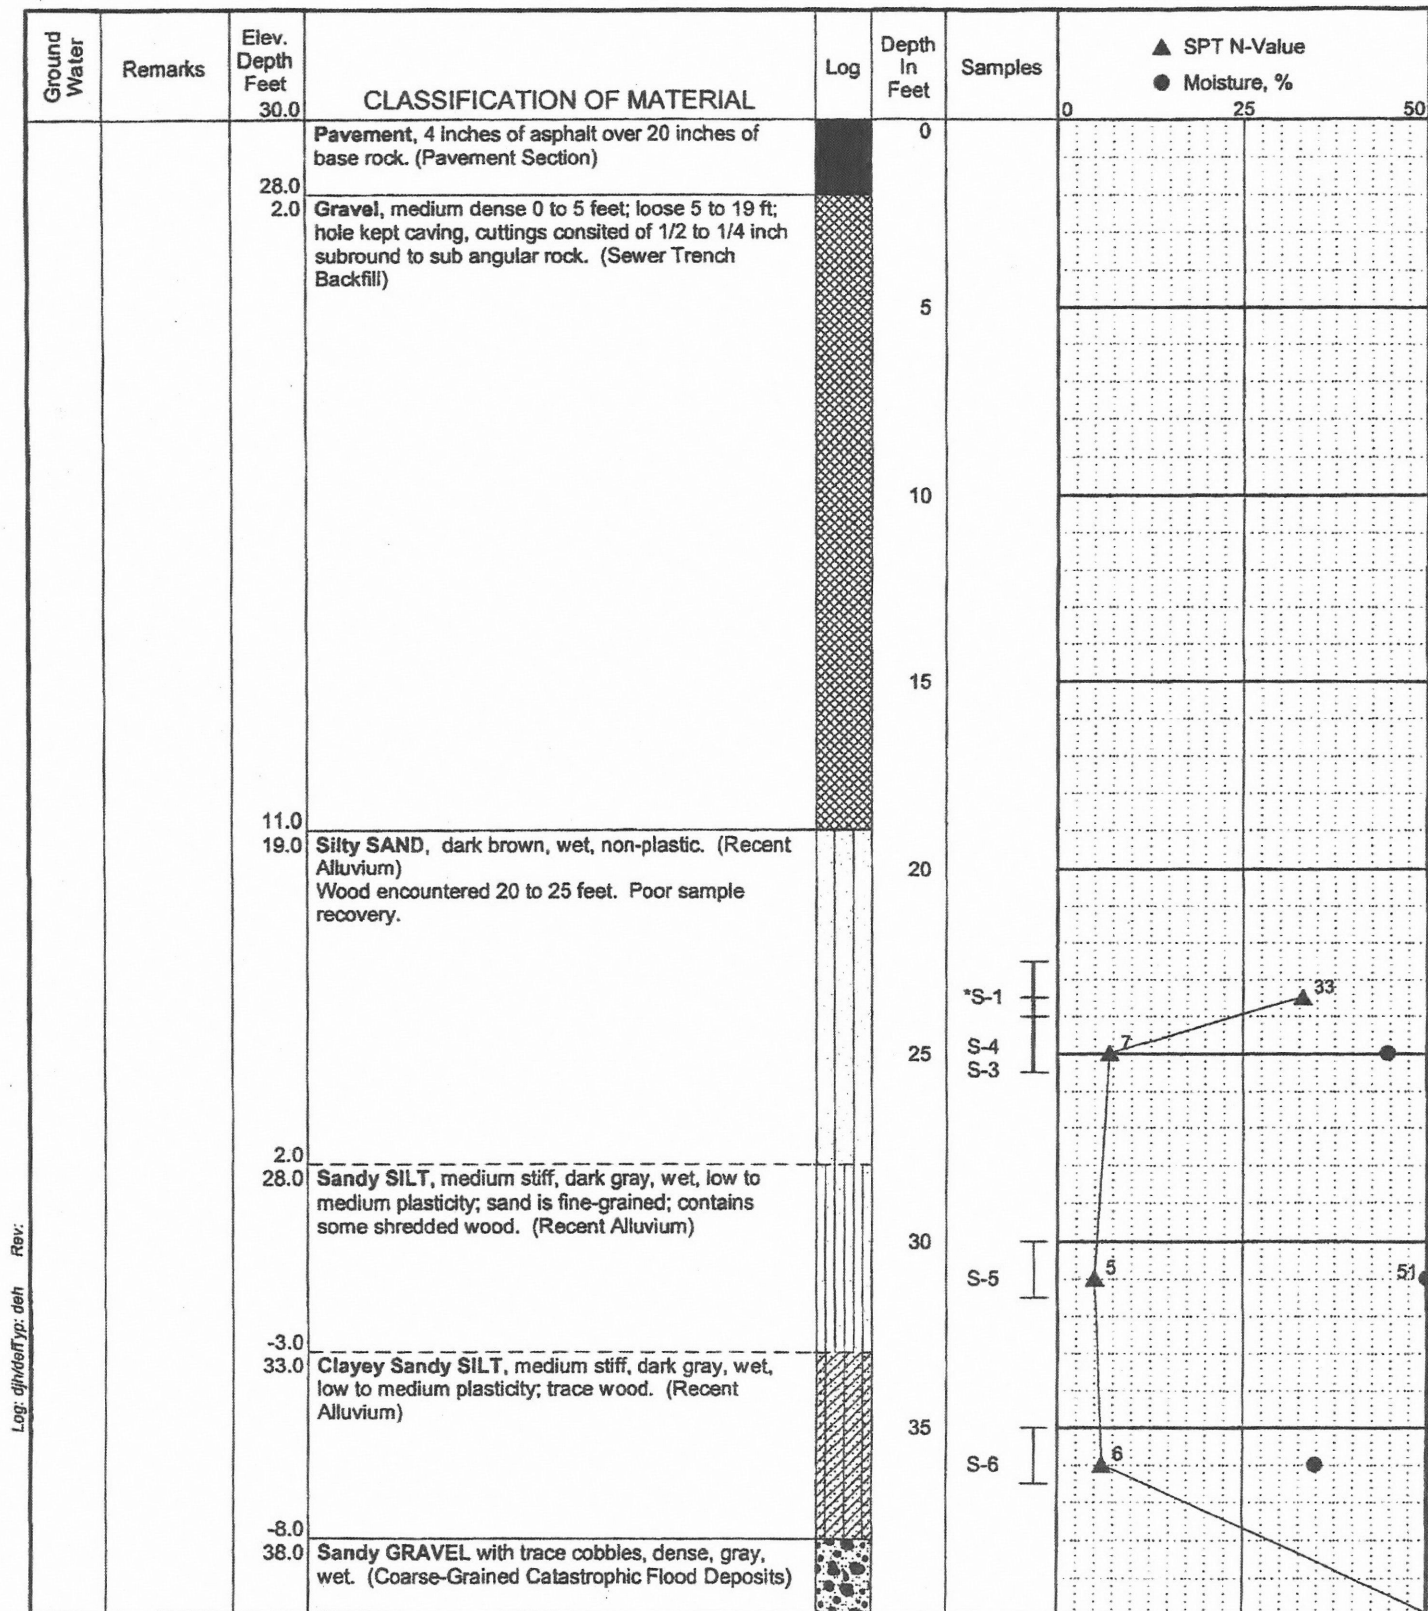 Ground
Water
Remarks
Elev.
Depth
Feet
30.0
CLASSIFICATION OF MATERIAL
Log
Depth
In
Feet
Samples
▲ SPT N-Value
● Moisture, %
0 25 50
Pavement, 4 inches of asphalt over 20 inches of
base rock. (Pavement Section)
0
28.0
2.0
Gravel, medium dense 0 to 5 feet; loose 5 to 19 ft;
hole kept caving, cuttings consited of 1/2 to 1/4 inch
subround to sub angular rock. (Sewer Trench
Backfill)
5
10
15
11.0
19.0
Silty SAND, dark brown, wet, non-plastic. (Recent
Alluvium)
Wood encountered 20 to 25 feet. Poor sample
recovery.
20
*S-1
33
S-4
S-3
25
7
2.0
28.0
Sandy SILT, medium stiff, dark gray, wet, low to
medium plasticity; sand is fine-grained; contains
some shredded wood. (Recent Alluvium)
30
S-5
5
51
-3.0
33.0
Clayey Sandy SILT, medium stiff, dark gray, wet,
low to medium plasticity; trace wood. (Recent
Alluvium)
35
S-6
6
-8.0
38.0
Sandy GRAVEL with trace cobbles, dense, gray,
wet. (Coarse-Grained Catastrophic Flood Deposits)
Log: djh/def Typ: deh Rev: